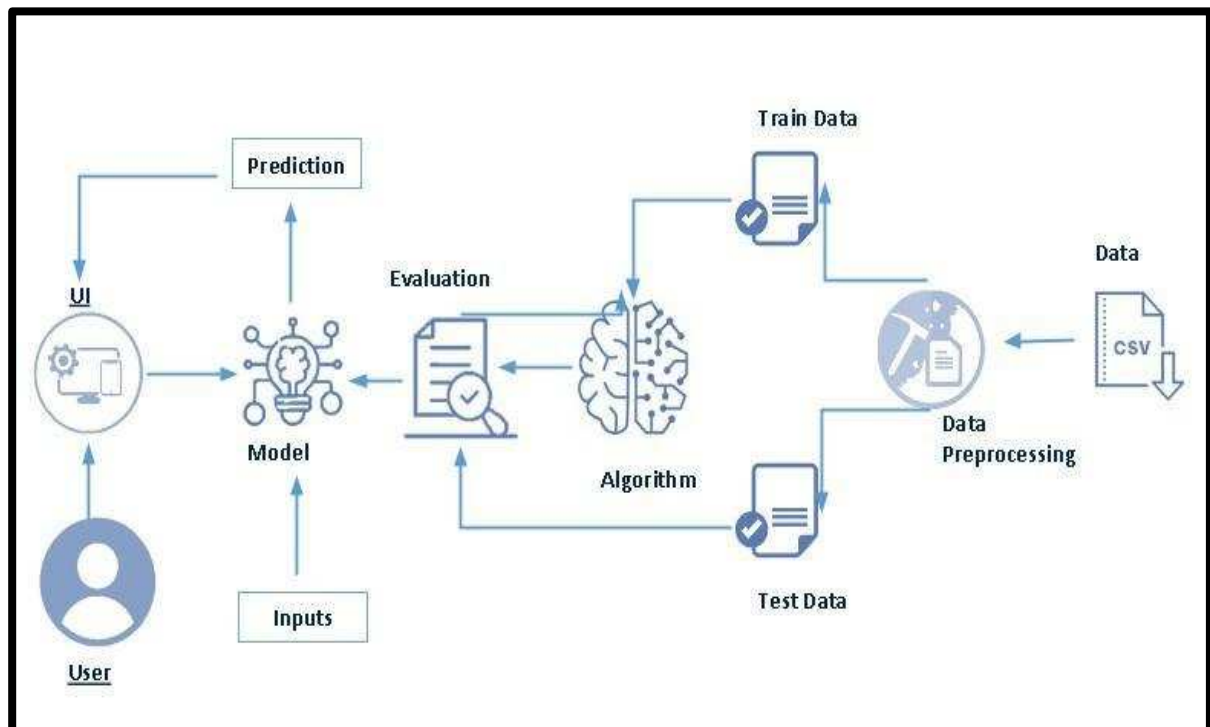 Train Data
Prediction
Data
Evaluation
UI
CSV
Data
Preprocessing
Model
Algorithm
Test Data
Inputs
User